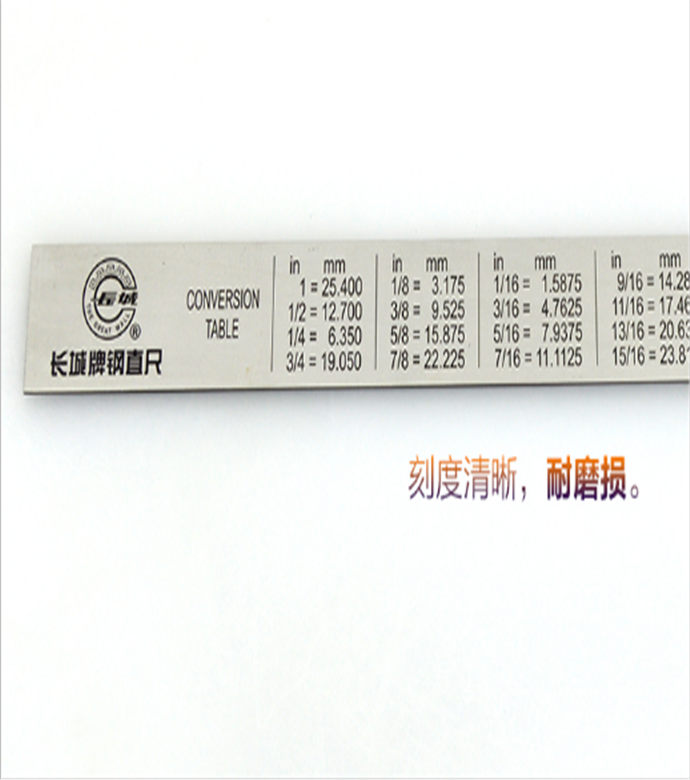 长城
THE GREAT WALL
®
长城牌钢直尺
CONVERSION
TABLE
in mm
1 = 25.400
1/2 = 12.700
1/4 = 6.350
3/4 = 19.050
in mm
1/8 = 3.175
3/8 = 9.525
5/8 = 15.875
7/8 = 22.225
in mm
1/16 = 1.5875
3/16 = 4.7625
5/16 = 7.9375
7/16 = 11.1125
in mm
9/16 = 14.28
11/16 = 17.46
13/16 = 20.63
15/16 = 23.8
刻度清晰，耐磨损。